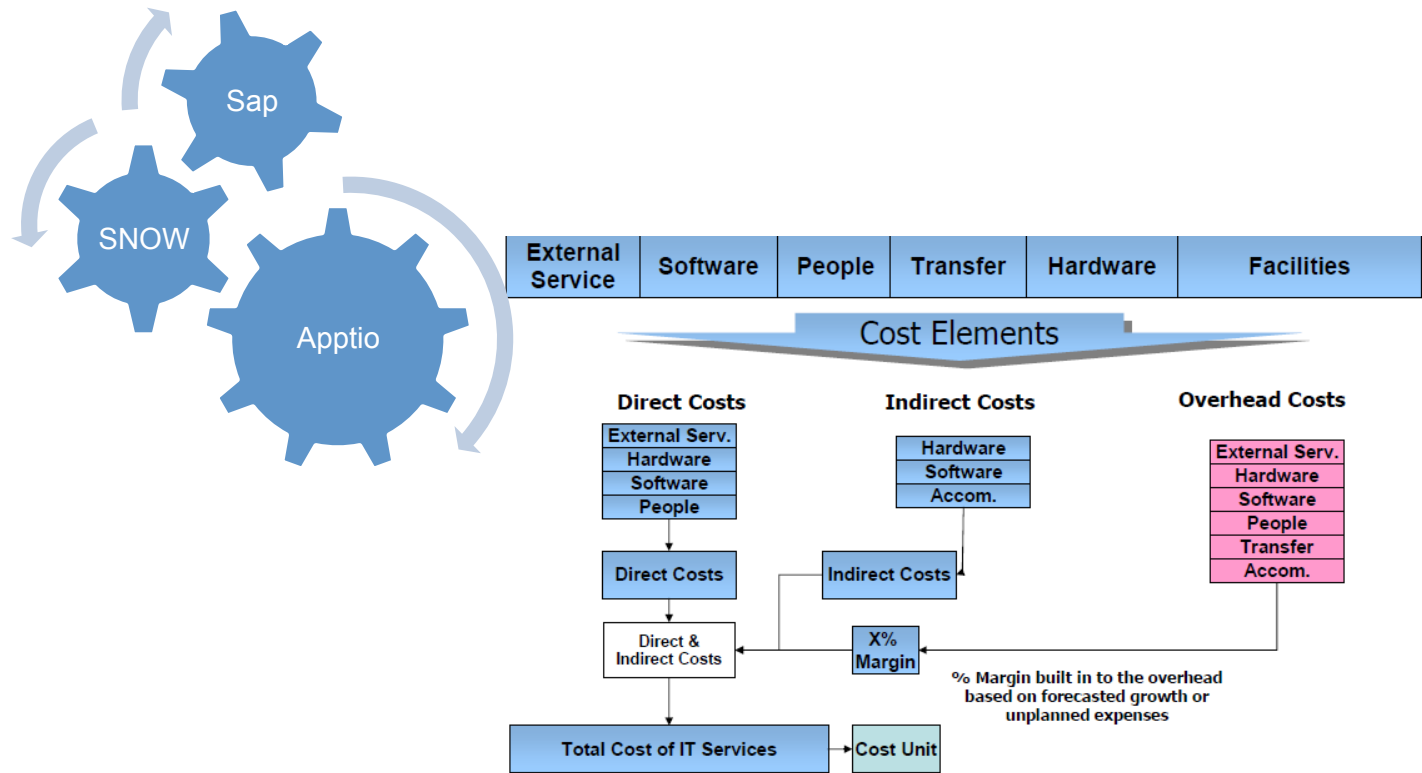 Sap
SNOW
Apptio
External
Service
Software
People
Transfer
Hardware
Facilities
Cost Elements
Direct Costs
External Serv.
Hardware
Software
People
Direct Costs
Direct &
Indirect Costs
Indirect Costs
Hardware
Software
Accom.
Indirect Costs
X%
Margin
Overhead Costs
External Serv.
Hardware
Software
People
Transfer
Accom.
% Margin built in to the overhead
based on forecasted growth or
unplanned expenses
Total Cost of IT Services
Cost Unit